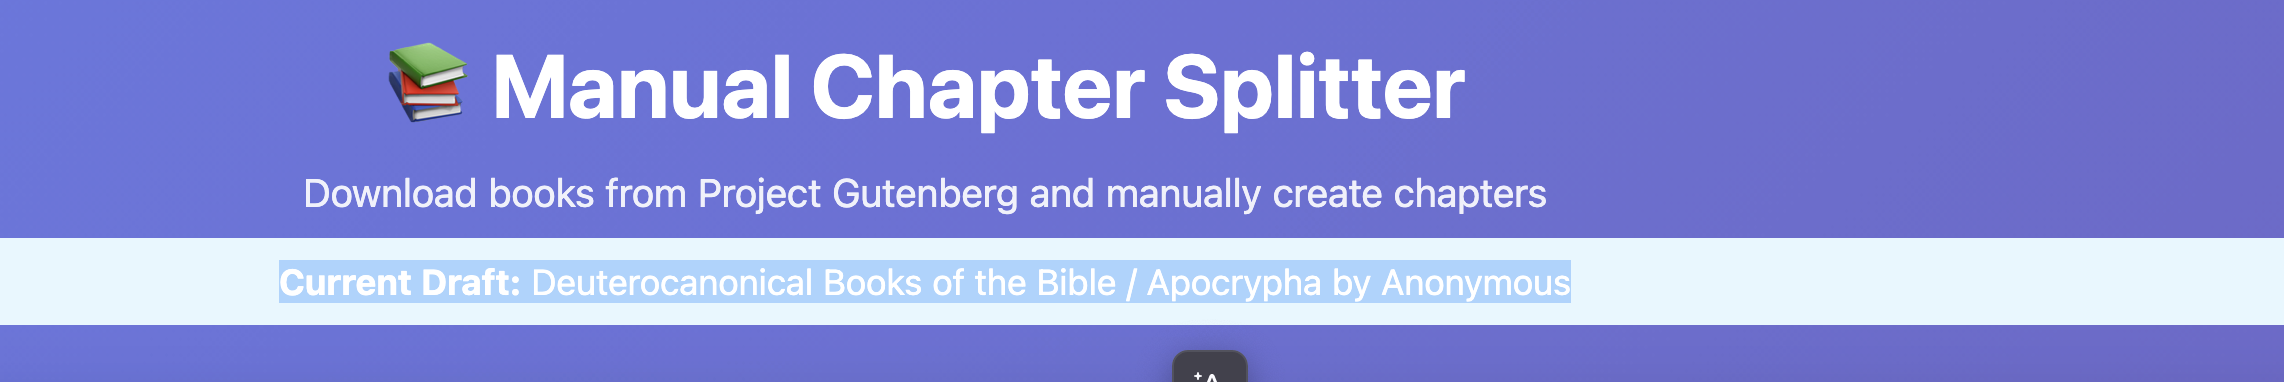 Manual Chapter Splitter
Download books from Project Gutenberg and manually create chapters
Current Draft: Deuterocanonical Books of the Bible / Apocrypha by Anonymous